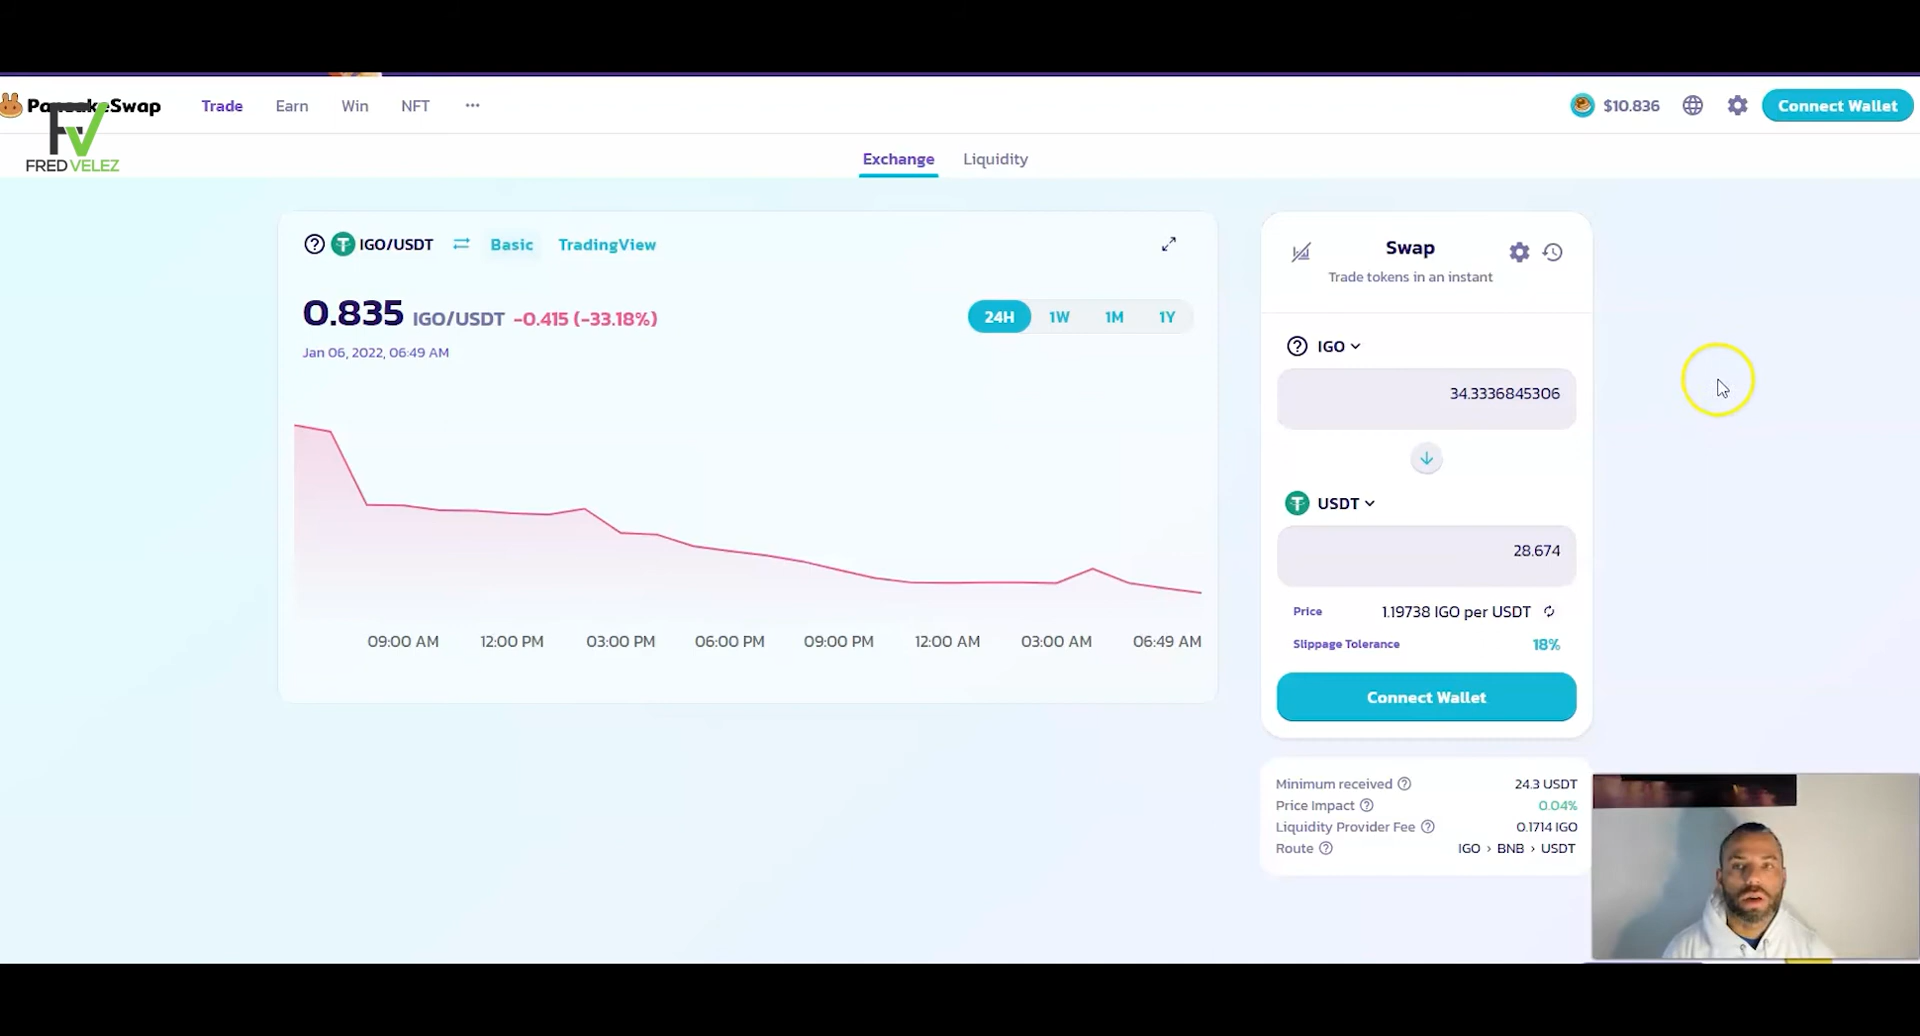 PancakeSwap
Trade Earn Win NFT ...
$10.836
Connect Wallet
FV
FRED VELEZ
Exchange Liquidity
IGO/USDT Basic TradingView
0.835 IGO/USDT -0.415 (-33.18%)
24H 1W 1M 1Y
Jan 06, 2022, 06:49 AM
09:00 AM 12:00 PM 03:00 PM 06:00 PM 09:00 PM 12:00 AM 03:00 AM 06:49 AM
Swap
Trade tokens in an instant
IGO
34.3336845306
USDT
28.674
Price 1.19738 IGO per USDT
Slippage Tolerance 18%
Connect Wallet
Minimum received 24.3 USDT
Price Impact 0.04%
Liquidity Provider Fee 0.1714 IGO
Route IGO > BNB > USDT